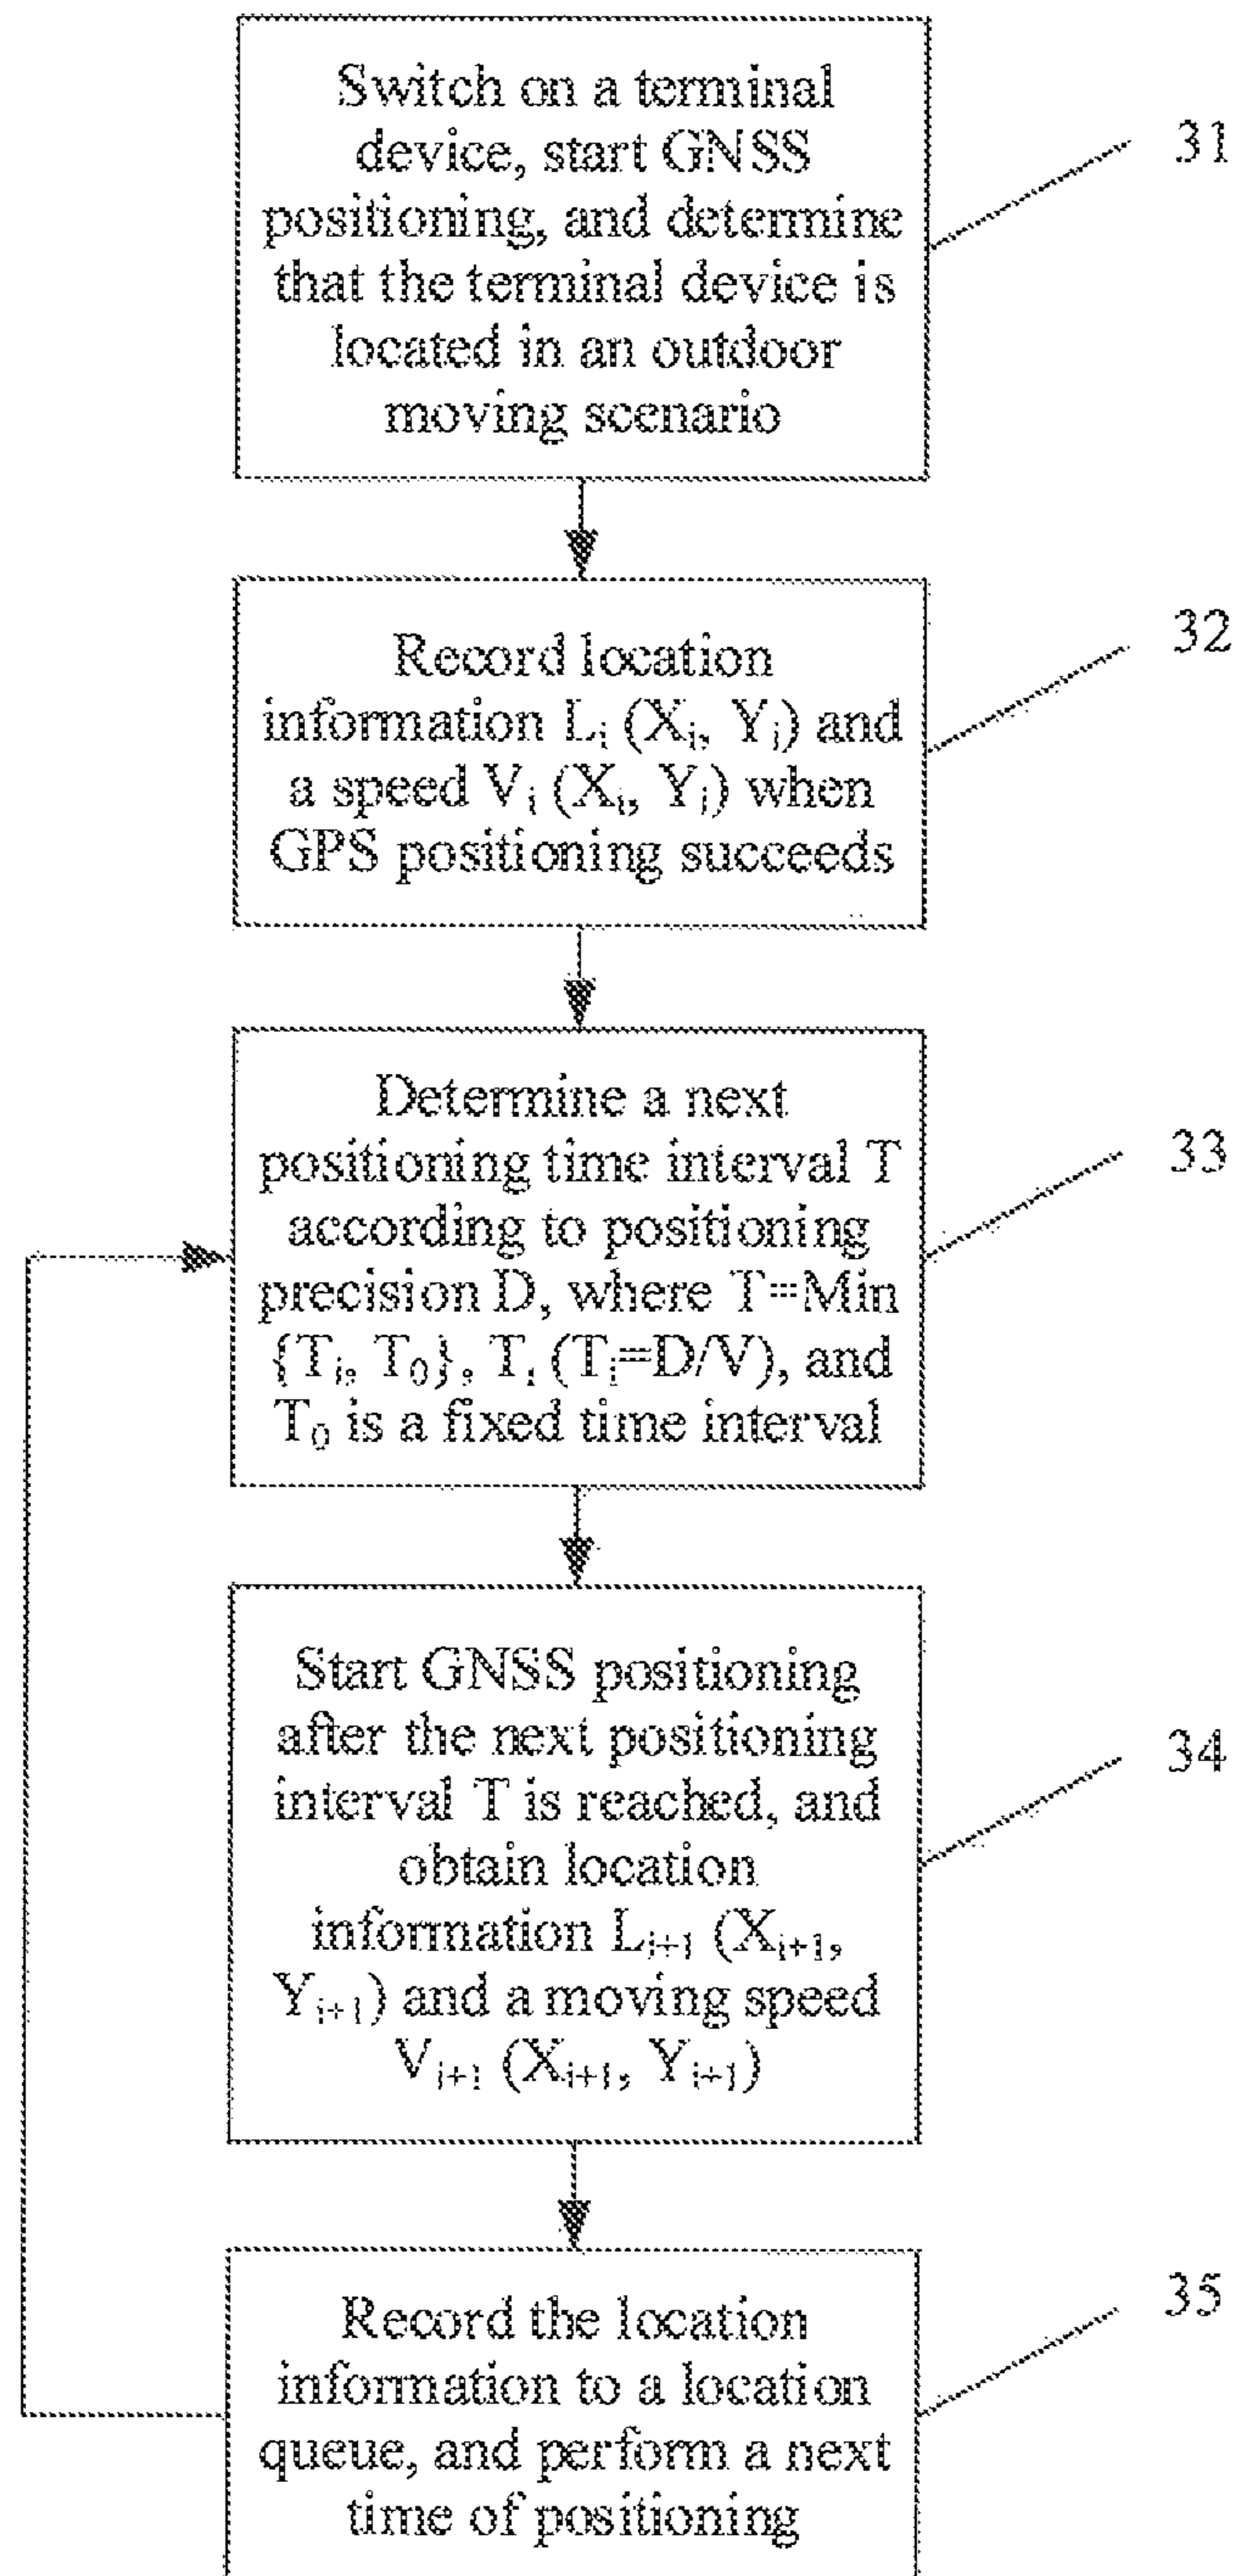 Switch on a terminal
device, start GNSS
positioning, and determine
that the terminal device is
located in an outdoor
moving scenario
31
Record location
information Lᵢ (Xᵢ, Yᵢ) and
a speed Vᵢ (Xᵢ, Yᵢ) when
GPS positioning succeeds
32
Determine a next
positioning time interval T
according to positioning
precision D, where T=Min
{Tᵢ, T₀}, Tᵢ (Tᵢ=D/V), and
T₀ is a fixed time interval
33
Start GNSS positioning
after the next positioning
interval T is reached, and
obtain location
information Lᵢ₊₁ (Xᵢ₊₁,
Yᵢ₊₁) and a moving speed
Vᵢ₊₁ (Xᵢ₊₁, Yᵢ₊₁)
34
Record the location
information to a location
queue, and perform a next
time of positioning
35